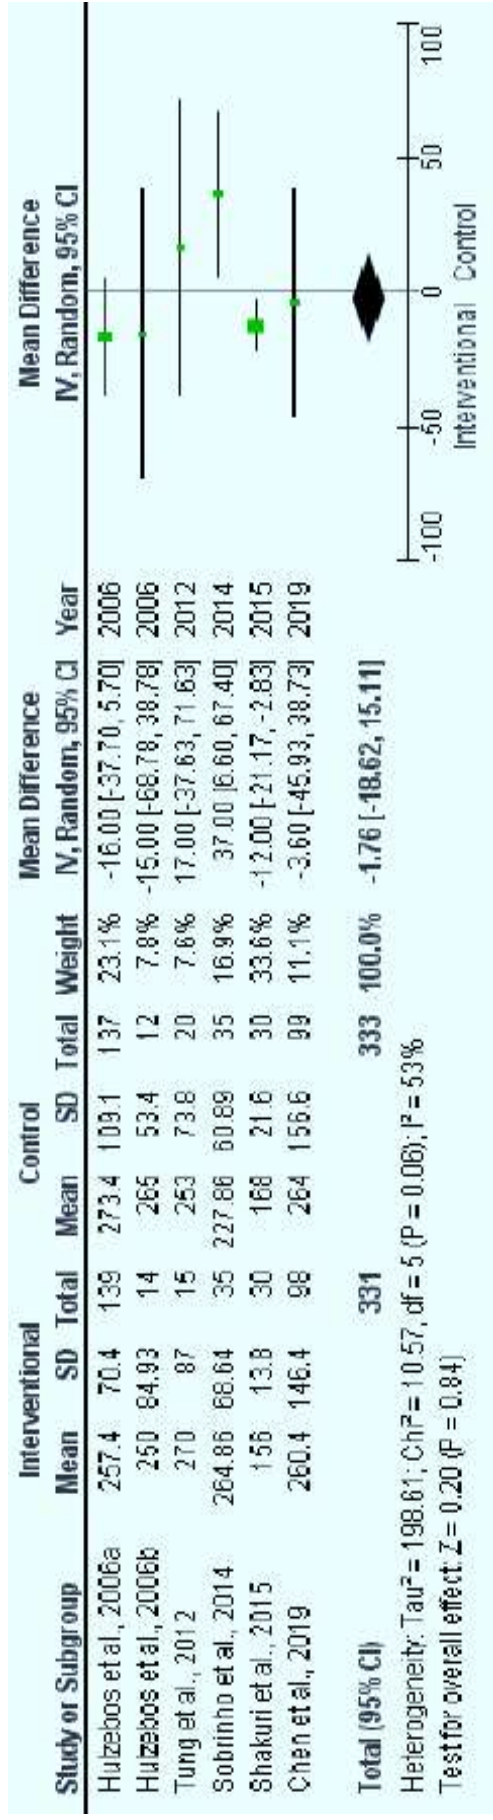 Interventional Control Mean Difference Mean Difference
Study or Subgroup Mean SD Total Mean SD Total Weight IV, Random, 95% CI Year IV, Random, 95% CI
Hulzebos et al., 2006a 257.4 70.4 139 273.4 109.1 137 23.1% -16.00 [-37.70, 5.70] 2006
Hulzebos et al., 2006b 250 84.93 14 265 53.4 12 7.8% -15.00 [-68.78, 38.78] 2006
Tung et al., 2012 270 87 15 253 73.8 20 7.6% 17.00 [-37.63, 71.63] 2012
Sobrinho et al., 2014 264.86 68.64 35 227.86 60.89 35 16.9% 37.00 [6.60, 67.40] 2014
Shakuri et al., 2015 156 13.8 30 168 21.6 30 33.6% -12.00 [-21.17, -2.83] 2015
Chen et al., 2019 260.4 146.4 98 264 156.6 99 11.1% -3.60 [-45.93, 38.73] 2019
Total (95% CI) 331 333 100.0% -1.76 [-18.62, 15.11]
Heterogeneity: Tau² = 198.61; Chi² = 10.57, df = 5 (P = 0.06); I² = 53%
Test for overall effect: Z = 0.20 (P = 0.84)
-100 -50 0 50 100
Interventional Control